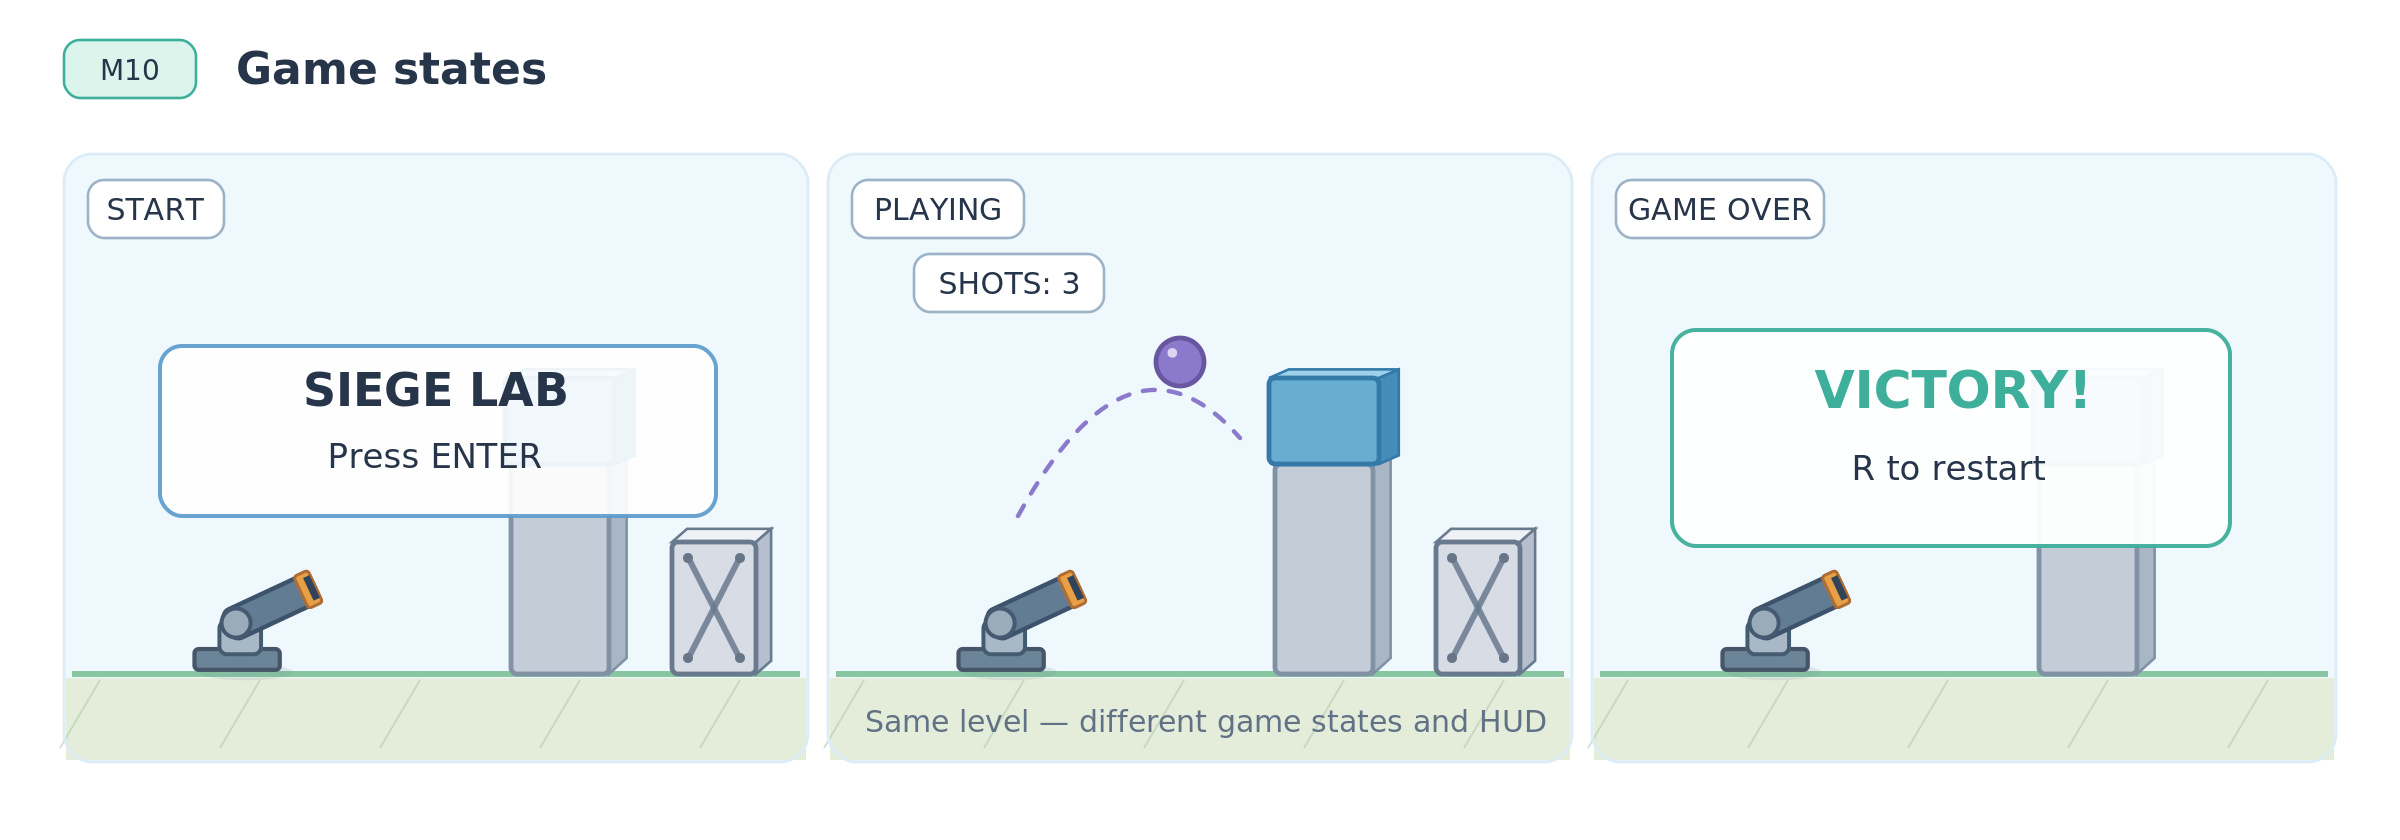 M10
Game states
START
SIEGE LAB
Press ENTER
PLAYING
SHOTS: 3
Same level — different game states and HUD
GAME OVER
VICTORY!
R to restart